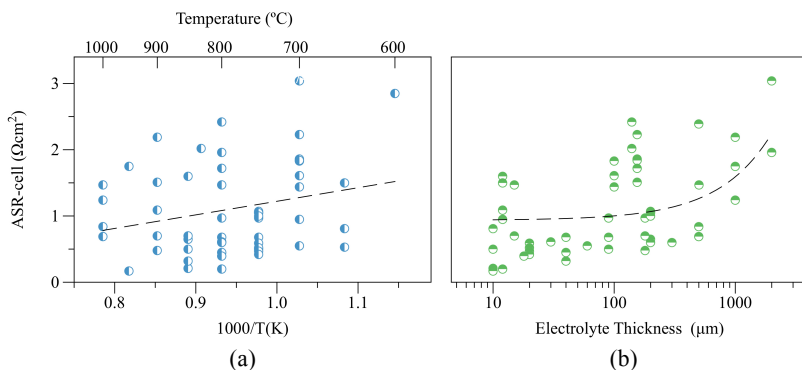 Temperature (ºC)
1000 900 800 700 600
ASR-cell (Ωcm²)
3
2
1
0
0.8 0.9 1.0 1.1
10 100 1000
1000/T(K)
Electrolyte Thickness (μm)
(a)
(b)